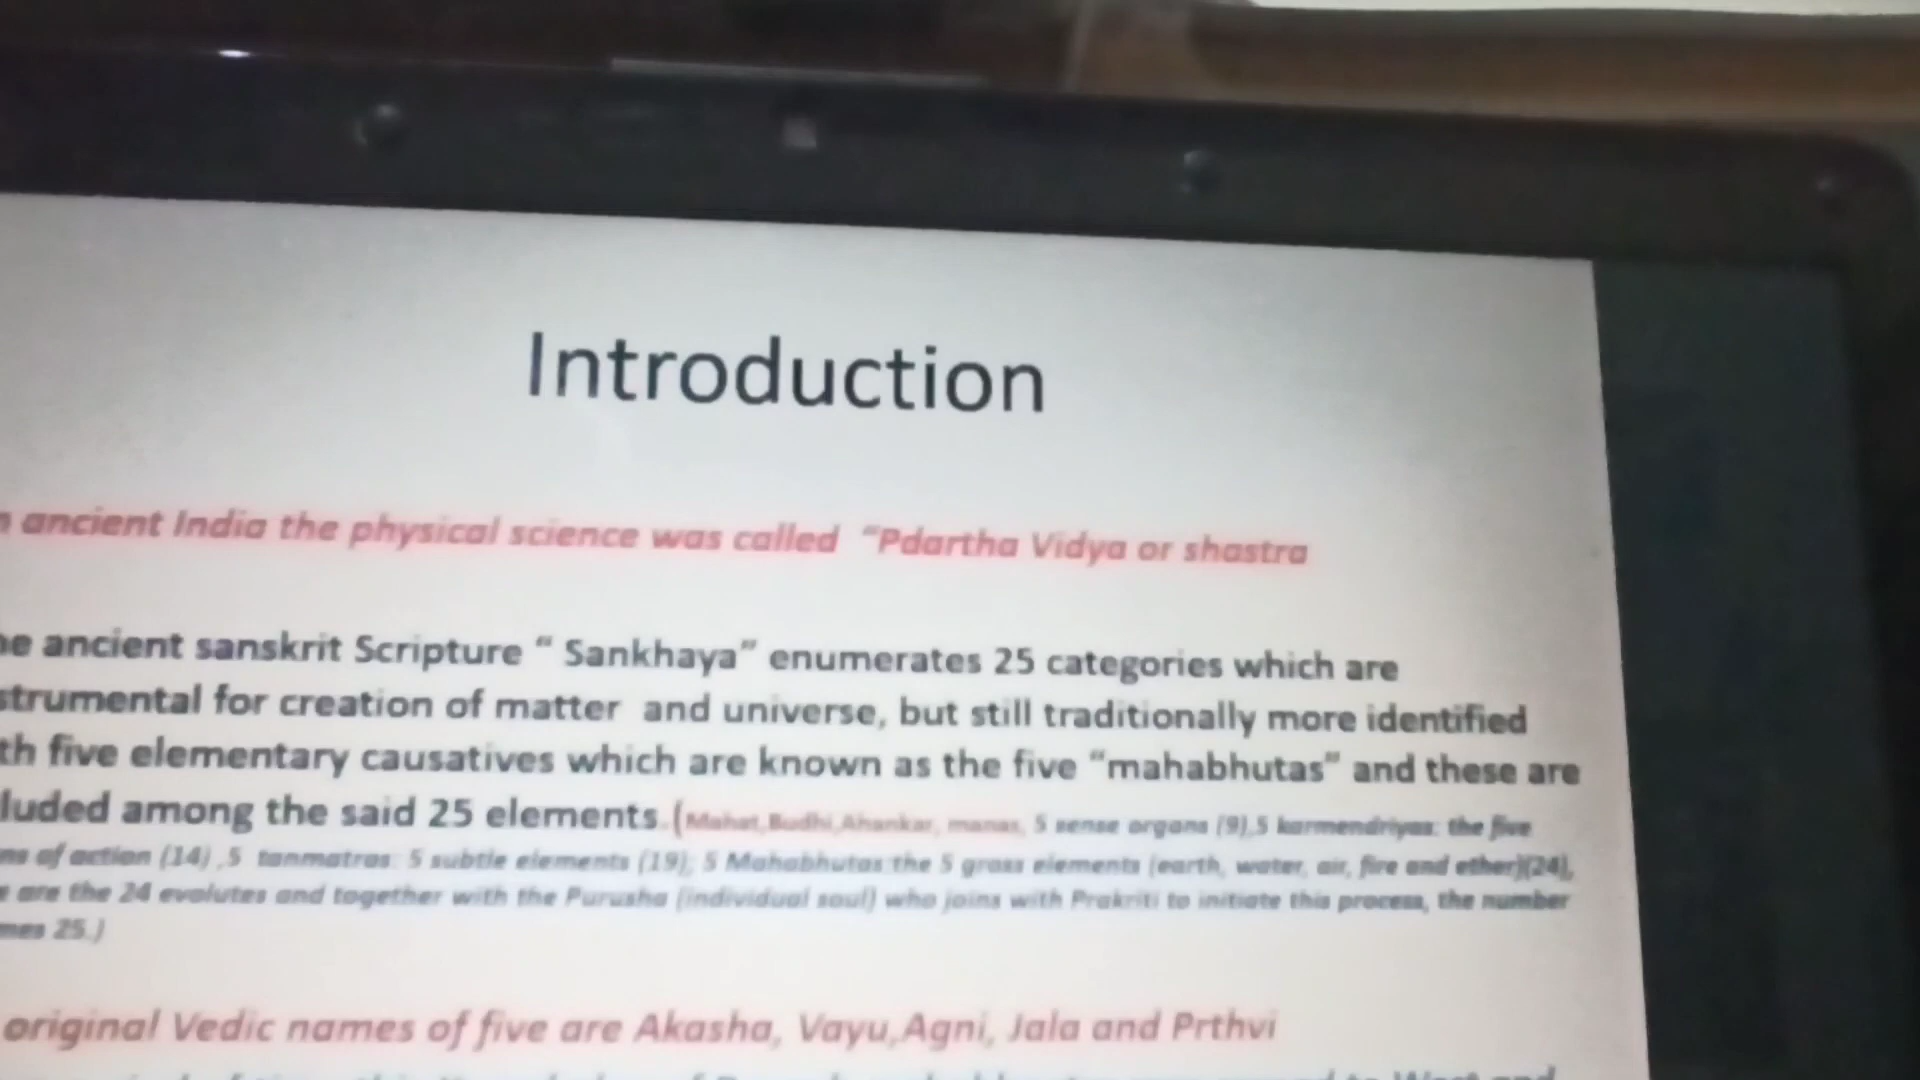 Introduction
ancient India the physical science was called "Pdartha Vidya or shastra
ancient sanskrit Scripture " Sankhaya" enumerates 25 categories which are
for creation of matter and universe, but still traditionally more identified
five elementary causatives which are known as the five "mahabhutas" and these are
among the said 25 elements.(Mahat,Budhi,Ahankar, manas, 5 sense organs (9),5 karmendriyas: the five
of action (14) ,5 tanmatras: 5 subtle elements (19); 5 Mahabhutas:the 5 gross elements (earth, water, air, fire and ether)(24),
are the 24 evolutes and together with the Purusha (individual soul) who joins with Prakriti to initiate this process, the number
25.)
original Vedic names of five are Akasha, Vayu,Agni, Jala and Prthvi